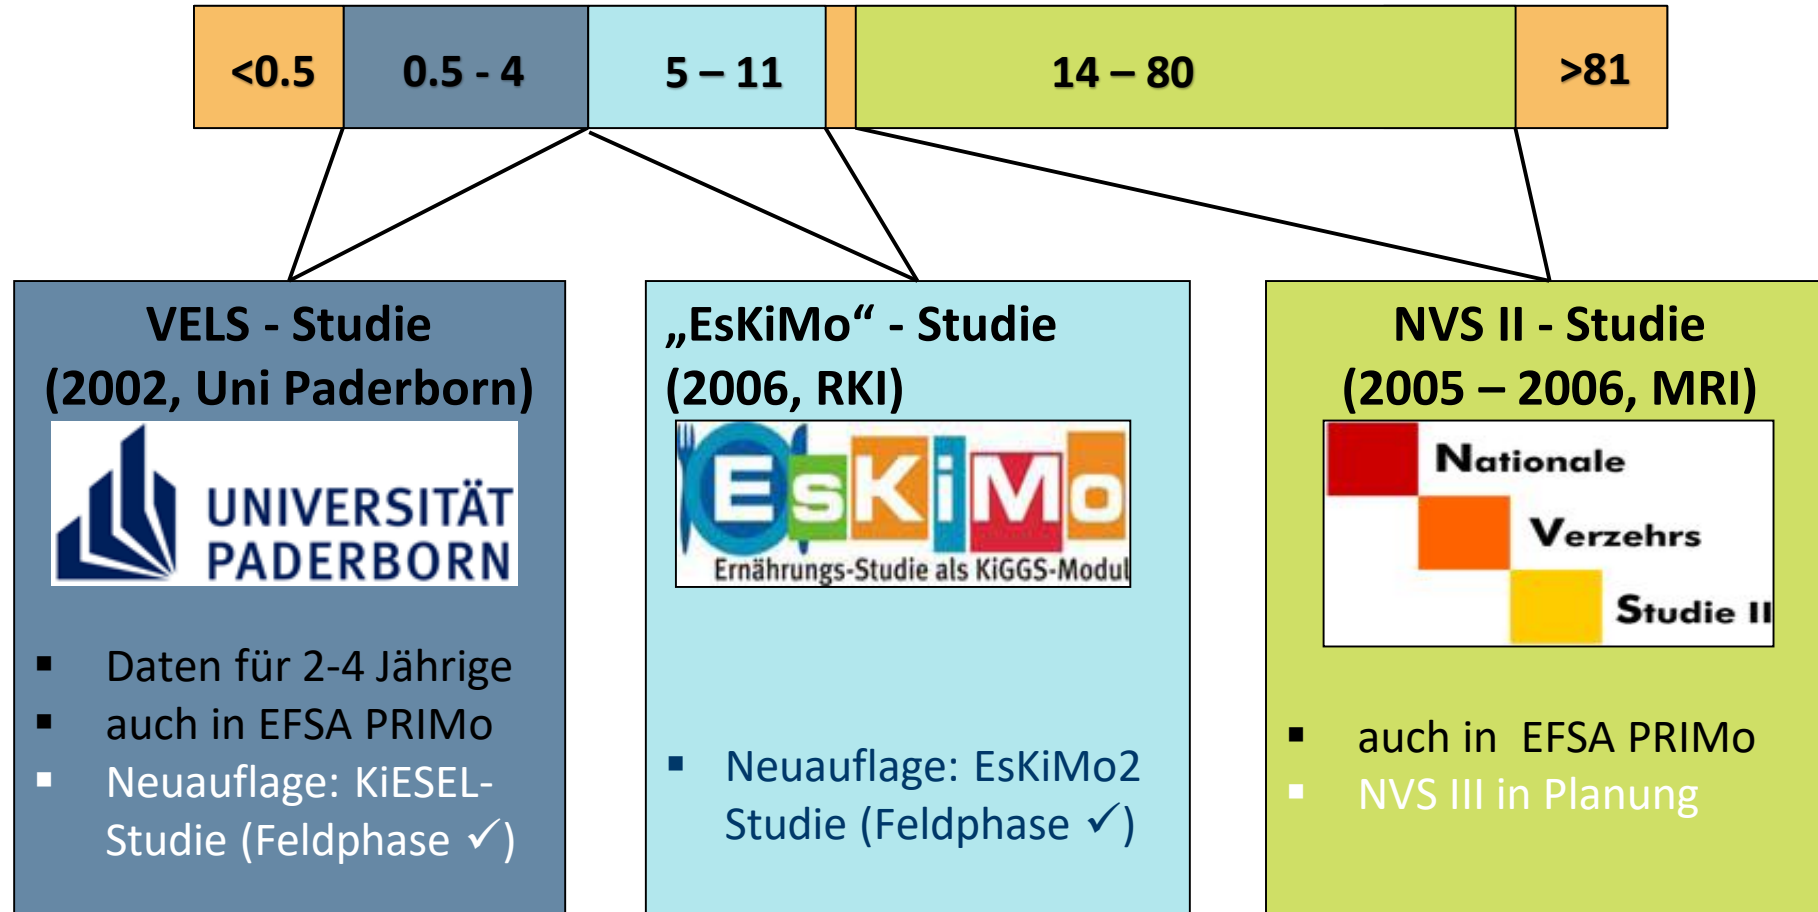 <0.5 0.5 - 4 5 – 11 14 – 80 >81
VELS - Studie
(2002, Uni Paderborn)
UNIVERSITÄT
PADERBORN
▪ Daten für 2-4 Jährige
▪ auch in EFSA PRIMo
▪ Neuauflage: KiESEL-
Studie (Feldphase ✓)
„EsKiMo“ - Studie
(2006, RKI)
EsKiMo
Ernährungs-Studie als KiGGS-Modul
▪ Neuauflage: EsKiMo2
Studie (Feldphase ✓)
NVS II - Studie
(2005 – 2006, MRI)
Nationale
Verzehrs
Studie II
▪ auch in EFSA PRIMo
▪ NVS III in Planung